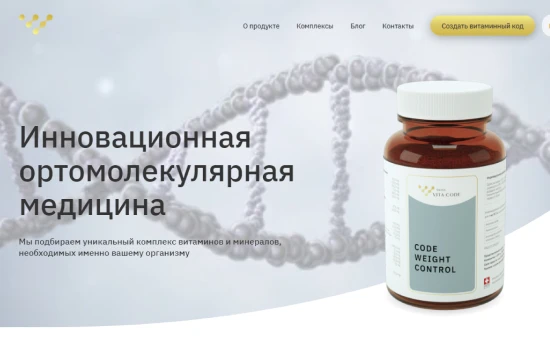 О продукте Комплексы Блог Контакты Создать витаминный код
Инновационная
ортомолекулярная
медицина
Мы подбираем уникальный комплекс витаминов и минералов,
необходимых именно вашему организму
VITA CODE
CODE
WEIGHT
CONTROL